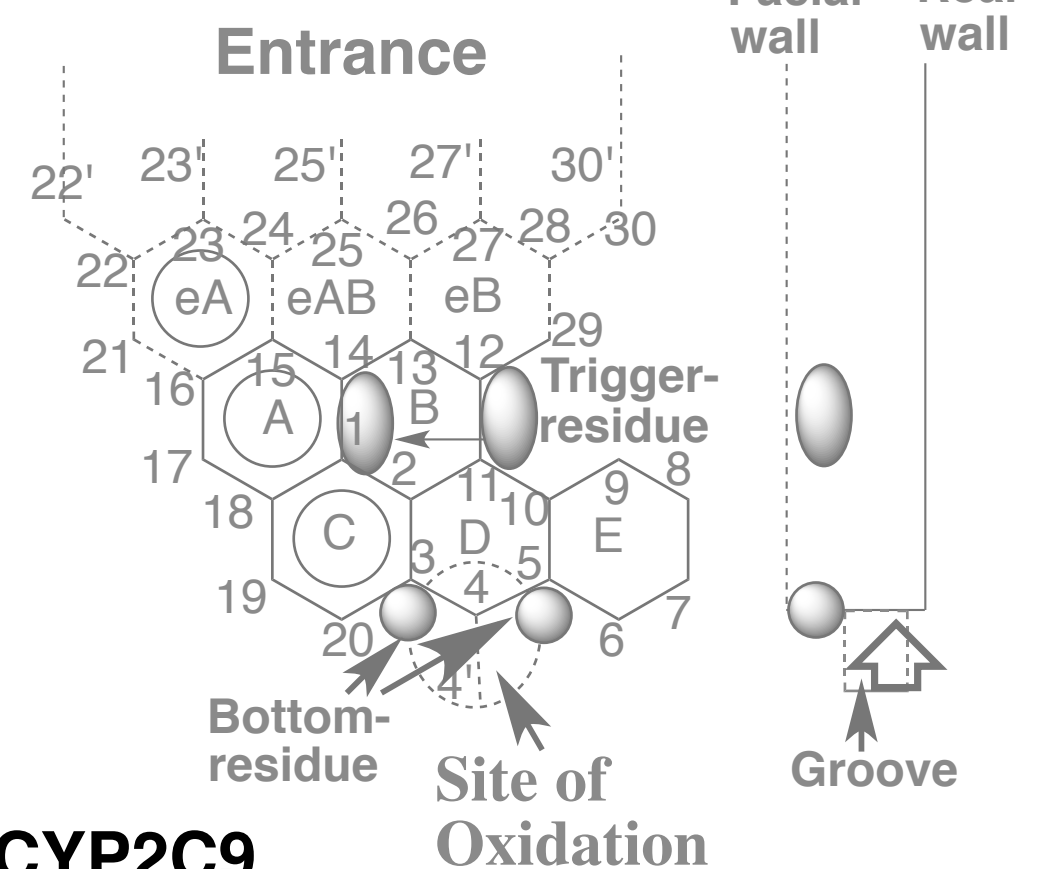 Facial Rear
wall wall
Entrance
22' 23' 25' 27' 30'
23 24 25 26 27 28 30
22 eA eAB eB
21 29
16 15 14 13 12 Trigger-
A 1 B residue
17 2 11 8
18 10 9
C D E
3 4 5
19 7
20 6
4'
Bottom-
residue
Groove
Site of
Oxidation
CYP2C9